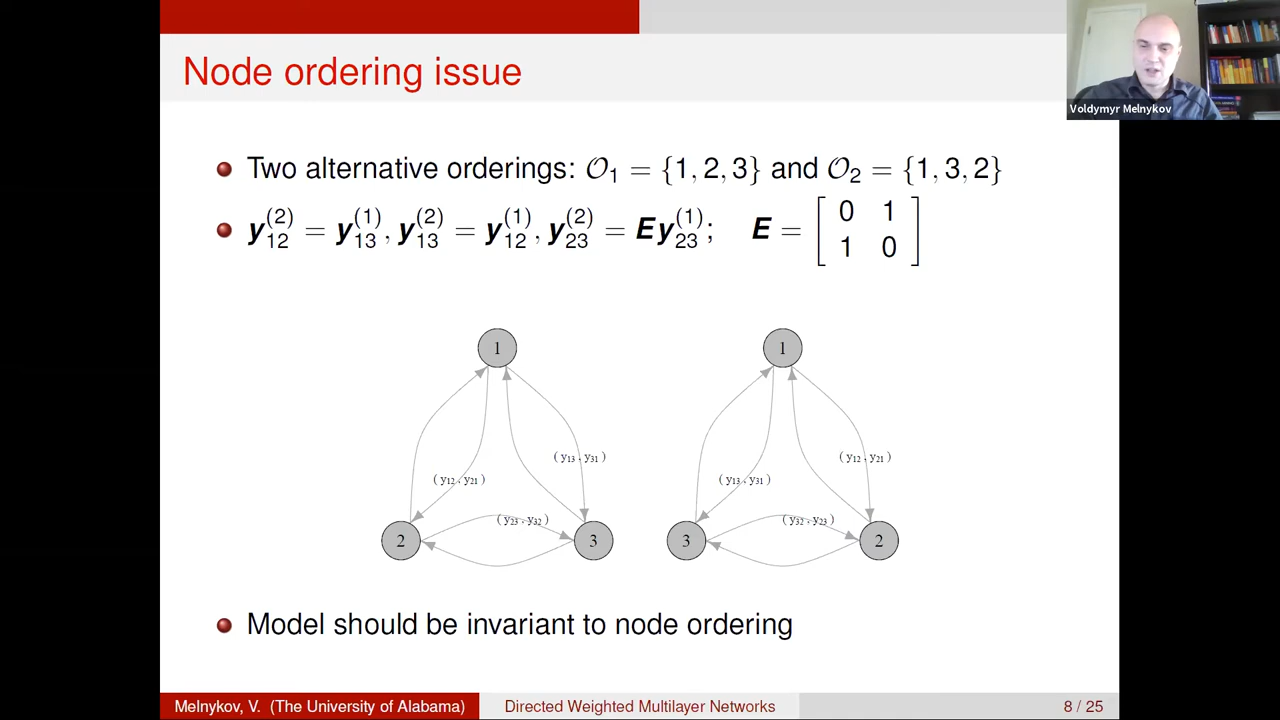 Node ordering issue
Voldymyr Melnykov
Two alternative orderings: 𝒪₁ = {1, 2, 3} and 𝒪₂ = {1, 3, 2}
y₁₂⁽²⁾ = y₁₃⁽¹⁾, y₁₃⁽²⁾ = y₁₂⁽¹⁾, y₂₃⁽²⁾ = Ey₂₃⁽¹⁾; E = [ 0 1
1 0 ]
1
1
( y₁₃ , y₃₁ )
( y₁₂ , y₂₁ )
( y₁₂ , y₂₁ )
( y₁₃ , y₃₁ )
( y₂₃ , y₃₂ )
( y₃₂ , y₂₃ )
2
3
3
2
Model should be invariant to node ordering
Melnykov, V. (The University of Alabama)
Directed Weighted Multilayer Networks
8 / 25